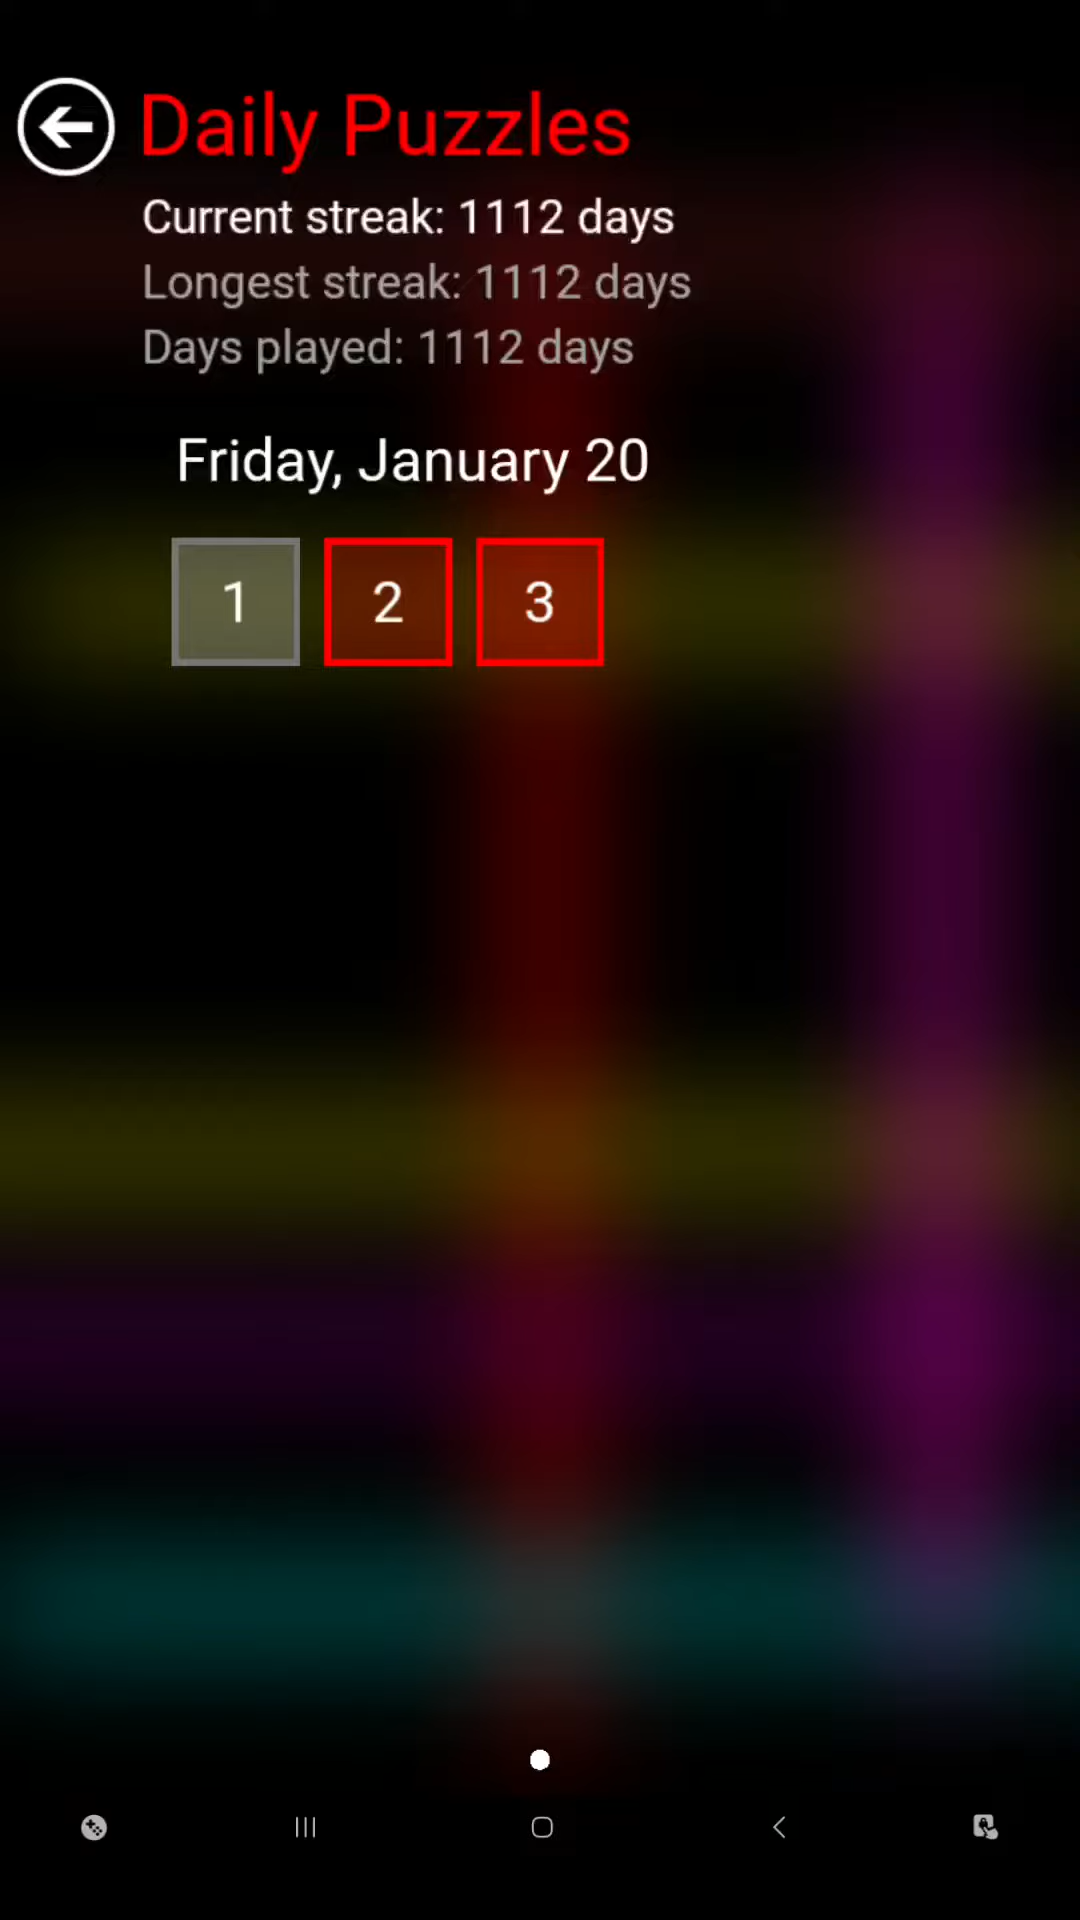 Daily Puzzles
Current streak: 1112 days
Longest streak: 1112 days
Days played: 1112 days
Friday, January 20
1 2 3